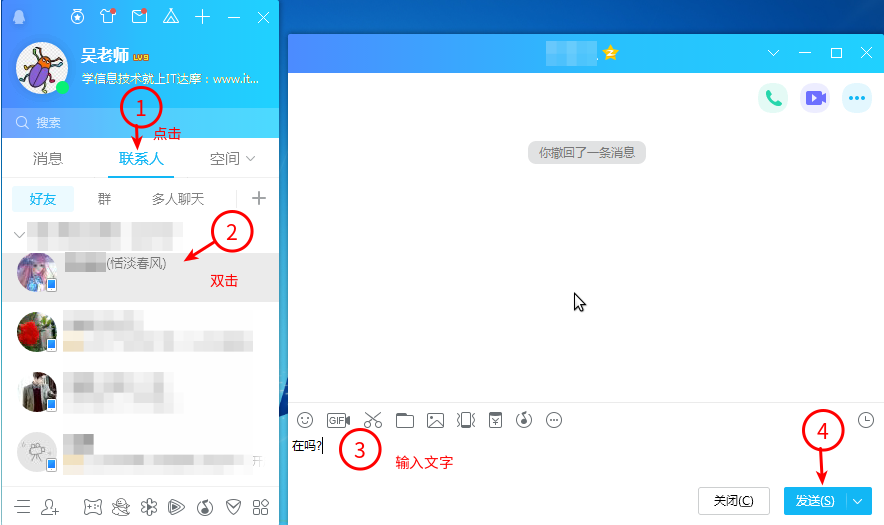 吴老师 LV9
学信息技术就上IT达摩：www.it...
1
点击
搜索
消息 联系人 空间
好友 群 多人聊天
2
(恬淡春风)
双击
你撤回了一条消息
GIF
在吗?
3
输入文字
4
关闭(C) 发送(S)